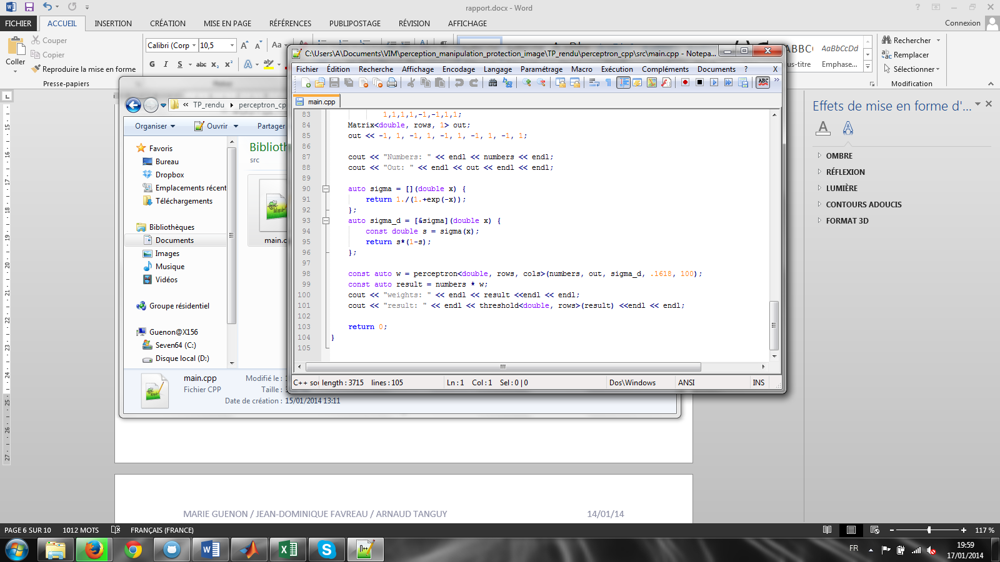 rapport.docx - Word
FICHIER ACCUEIL INSERTION CRÉATION MISE EN PAGE RÉFÉRENCES PUBLIPOSTAGE RÉVISION AFFICHAGE Connexion
Coller
Couper
Copier
Reproduire la mise en forme
Presse-papiers
Calibri (Corp 10,5
G I S abc x₂ x²
AaBbCcDd
us-titre Emphase...
Rechercher
Remplacer
Sélectionner
Modification
C:\Users\A\Documents\VIM\perception_manipulation_protection_image\TP_rendu\perceptron_cpp\src\main.cpp - Notepa...
Fichier Édition Recherche Affichage Encodage Langage Paramétrage Macro Exécution Compléments Documents ? X
main.cpp
83 1,1,1,1,-1,-1,1,1;
84 Matrix<double, rows, 1> out;
85 out << -1, 1, -1, 1, -1, 1, -1, 1, -1, 1;
86
87 cout << "Numbers: " << endl << numbers << endl;
88 cout << "Out: " << endl << out << endl << endl;
89
90 auto sigma = [](double x) {
91 return 1./(1.+exp(-x));
92 };
93 auto sigma_d = [&sigma](double x) {
94 const double s = sigma(x);
95 return s*(1-s);
96 };
97
98 const auto w = perceptron<double, rows, cols>(numbers, out, sigma_d, .1618, 100);
99 const auto result = numbers * w;
100 cout << "weights: " << endl << result <<endl << endl;
101 cout << "result: " << endl << threshold<double, rows>(result) <<endl << endl;
102
103 return 0;
104 }
105
C++ sou length : 3715 lines : 105 Ln : 1 Col : 1 Sel : 0 | 0 Dos\Windows ANSI INS
« TP_rendu perceptron_cp
Organiser Ouvrir Partager
Favoris
Bureau
Dropbox
Emplacements récent
Téléchargements
Bibliothèques
Documents
Images
Musique
Vidéos
Groupe résidentiel
Guenon@X156
Seven64 (C:)
Disque local (D:)
Biblioth
src
main.c
main.cpp Modifié le :
Fichier CPP Taille :
Date de création : 15/01/2014 13:11
Effets de mise en forme d'...
OMBRE
RÉFLEXION
LUMIÈRE
CONTOURS ADOUCIS
FORMAT 3D
MARIE GUENON / JEAN-DOMINIQUE FAVREAU / ARNAUD TANGUY 14/01/14
PAGE 6 SUR 10 1012 MOTS FRANÇAIS (FRANCE) 117 %
FR 19:59
17/01/2014